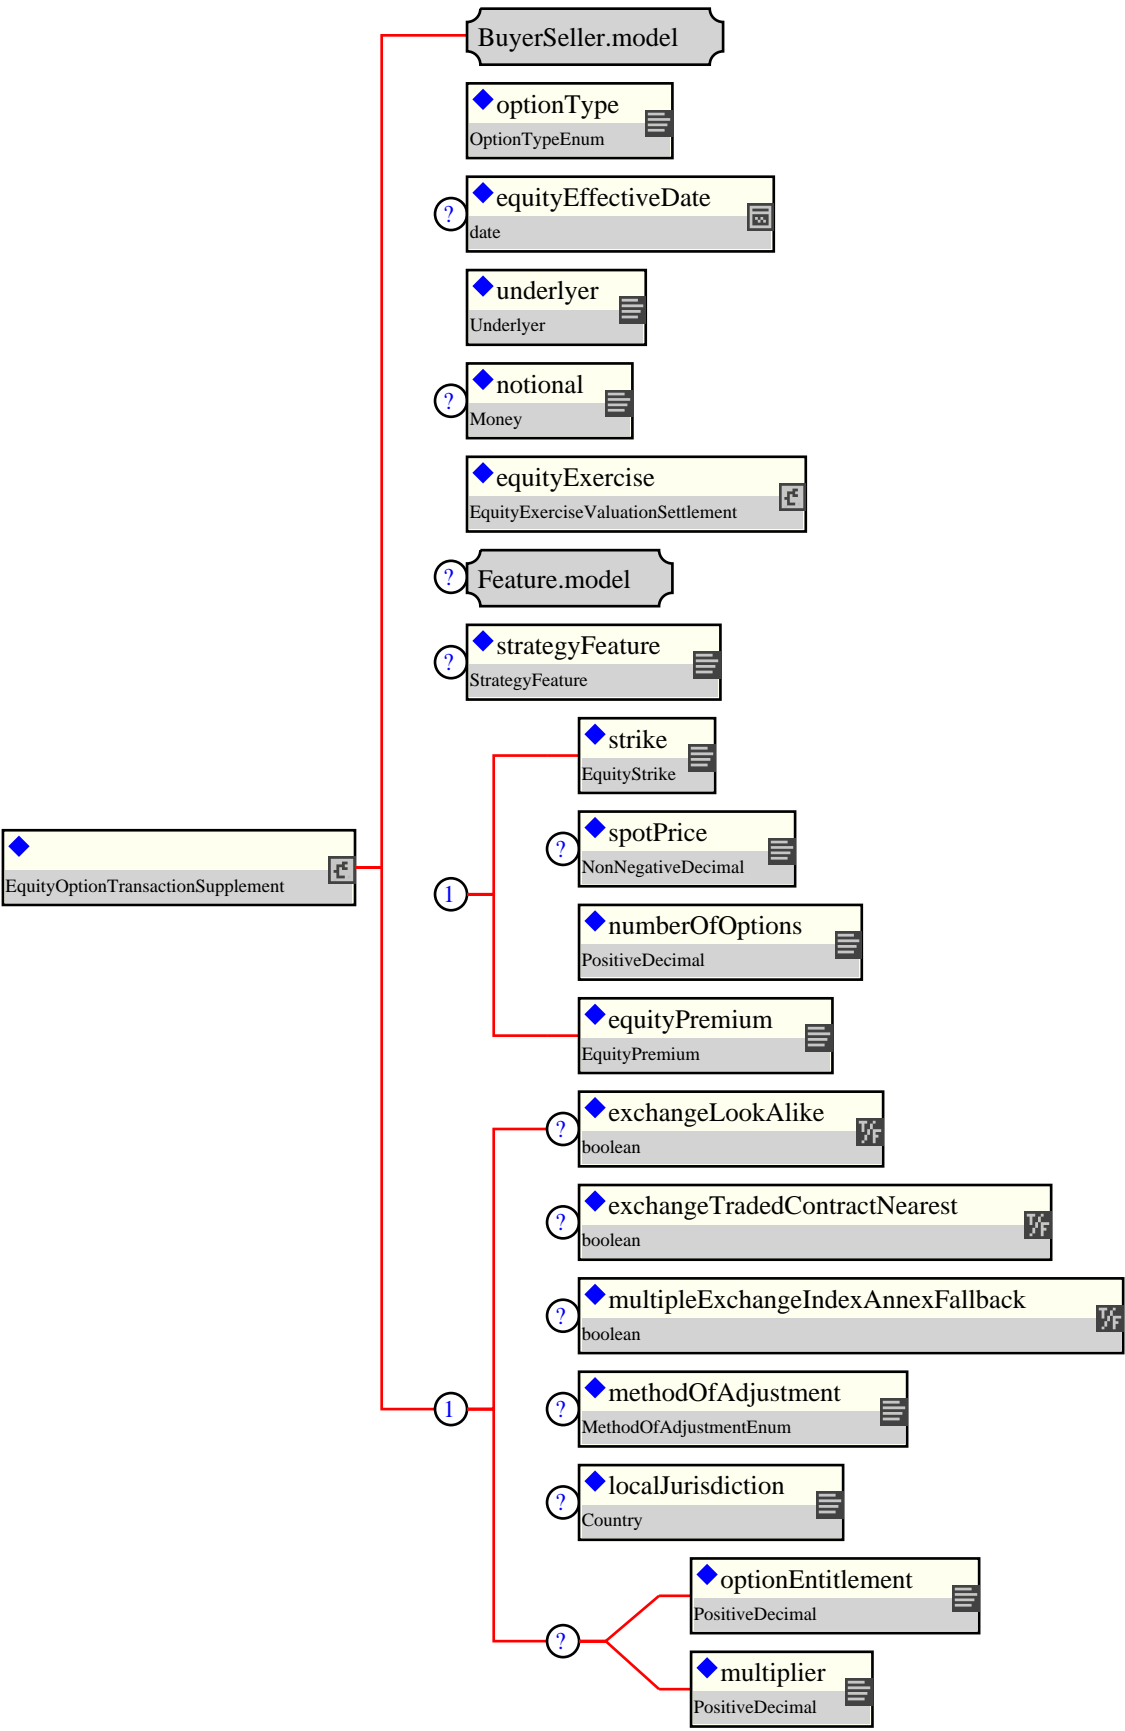 BuyerSeller.model
optionType
OptionTypeEnum
?
equityEffectiveDate
date
underlyer
Underlyer
?
notional
Money
equityExercise
EquityExerciseValuationSettlement
?
Feature.model
?
strategyFeature
StrategyFeature
strike
EquityStrike
EquityOptionTransactionSupplement
1
?
spotPrice
NonNegativeDecimal
numberOfOptions
PositiveDecimal
equityPremium
EquityPremium
?
exchangeLookAlike
T/F
boolean
?
exchangeTradedContractNearest
T/F
boolean
?
multipleExchangeIndexAnnexFallback
T/F
boolean
1
?
methodOfAdjustment
MethodOfAdjustmentEnum
?
localJurisdiction
Country
?
optionEntitlement
PositiveDecimal
multiplier
PositiveDecimal